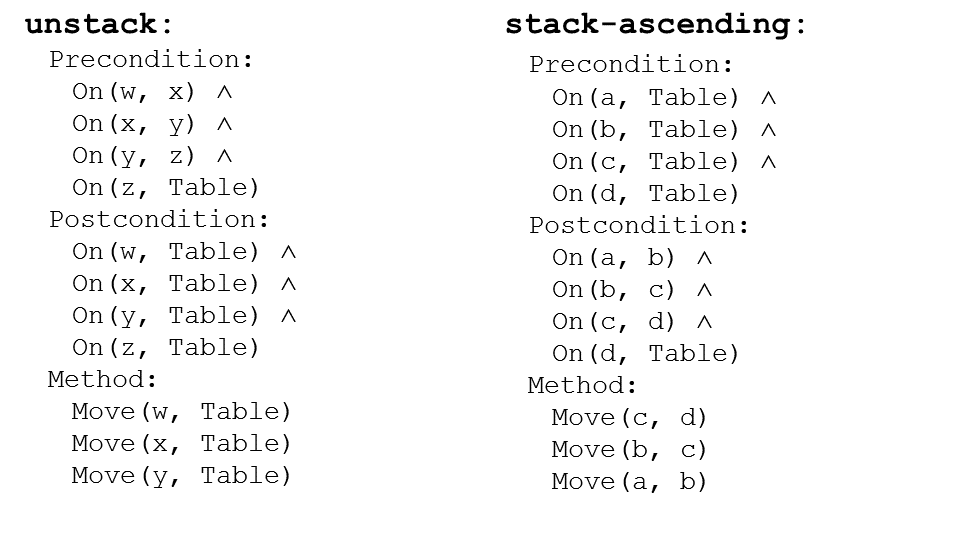 unstack:
Precondition:
On(w, x) ∧
On(x, y) ∧
On(y, z) ∧
On(z, Table)
Postcondition:
On(w, Table) ∧
On(x, Table) ∧
On(y, Table) ∧
On(z, Table)
Method:
Move(w, Table)
Move(x, Table)
Move(y, Table)
stack-ascending:
Precondition:
On(a, Table) ∧
On(b, Table) ∧
On(c, Table) ∧
On(d, Table)
Postcondition:
On(a, b) ∧
On(b, c) ∧
On(c, d) ∧
On(d, Table)
Method:
Move(c, d)
Move(b, c)
Move(a, b)